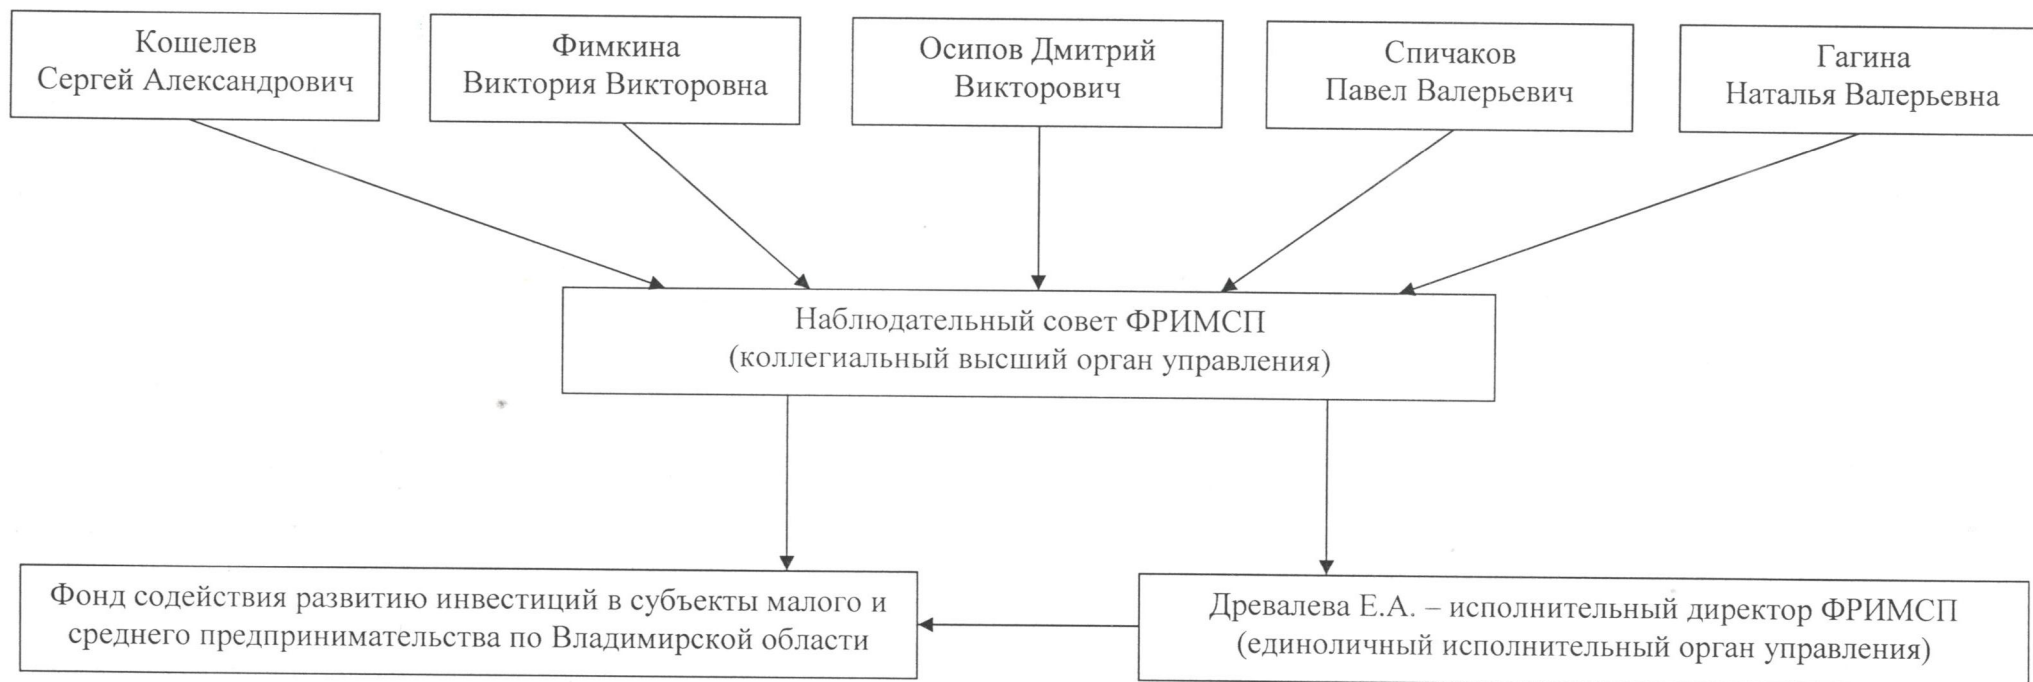 Кошелев
Сергей Александрович
Фимкина
Виктория Викторовна
Осипов Дмитрий
Викторович
Спичаков
Павел Валерьевич
Гагина
Наталья Валерьевна
Наблюдательный совет ФРИМСП
(коллегиальный высший орган управления)
Фонд содействия развитию инвестиций в субъекты малого и
среднего предпринимательства по Владимирской области
Древалева Е.А. – исполнительный директор ФРИМСП
(единоличный исполнительный орган управления)